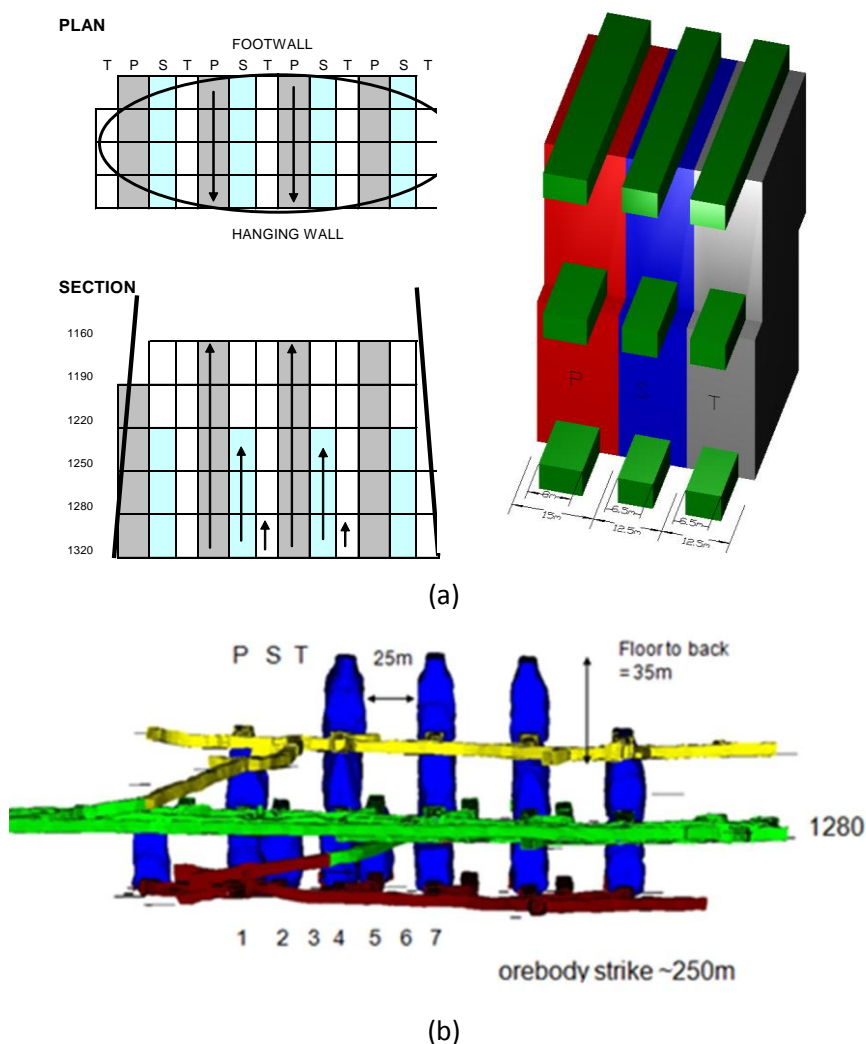 PLAN
FOOTWALL
T P S T P S T P S T P S T
HANGING WALL
SECTION
1160
1190
1220
1250
1280
1320
P S T
8m 6.5m 6.5m
15m 12.5m 12.5m
(a)
P S T
25m
Floor to back
= 35m
1280
1 2 3 4 5 6 7
orebody strike ~250m
(b)